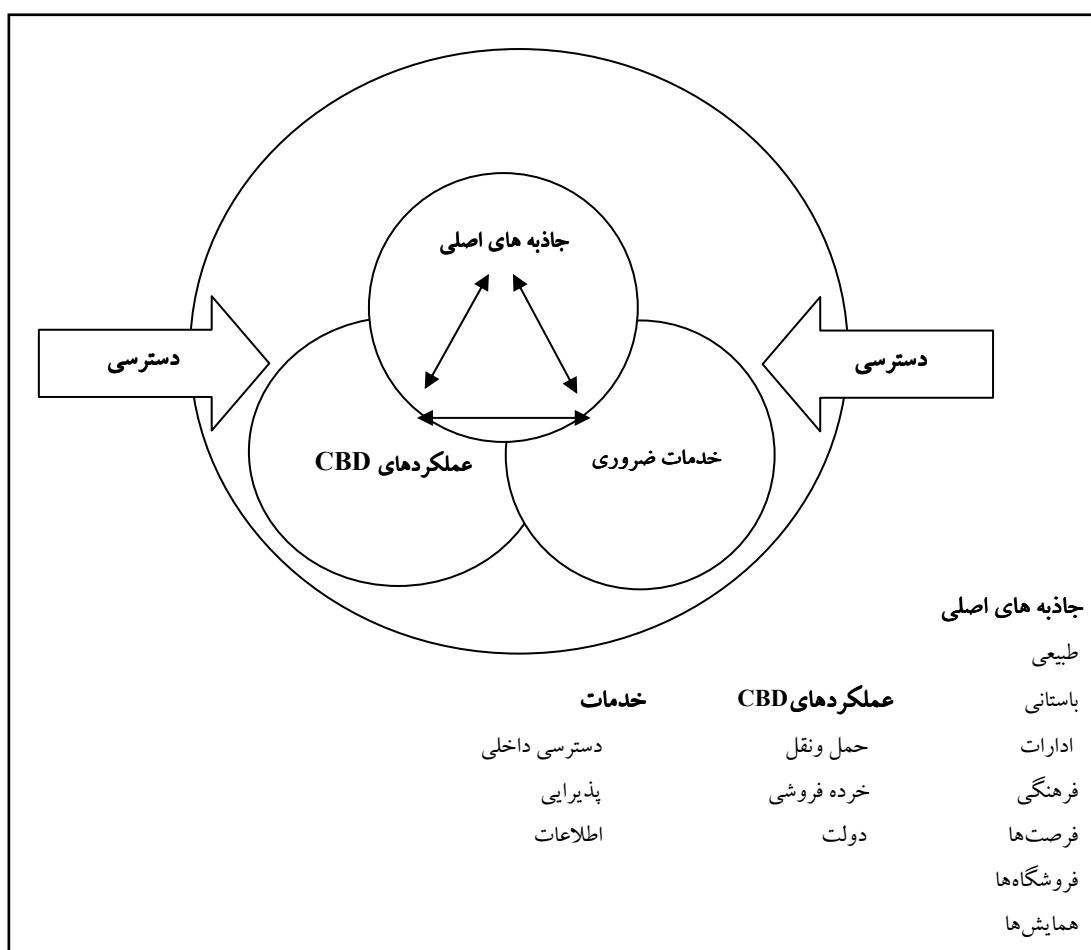 جاذبه های اصلی
دسترسی
دسترسی
خدمات ضروری
عملکردهای CBD
جاذبه های اصلی
طبیعی
باستانی
ادارات
فرهنگی
فرصت‌ها
فروشگاه‌ها
همایش‌ها
عملکردهای CBD
حمل ونقل
خرده فروشی
دولت
خدمات
دسترسی داخلی
پذیرایی
اطلاعات